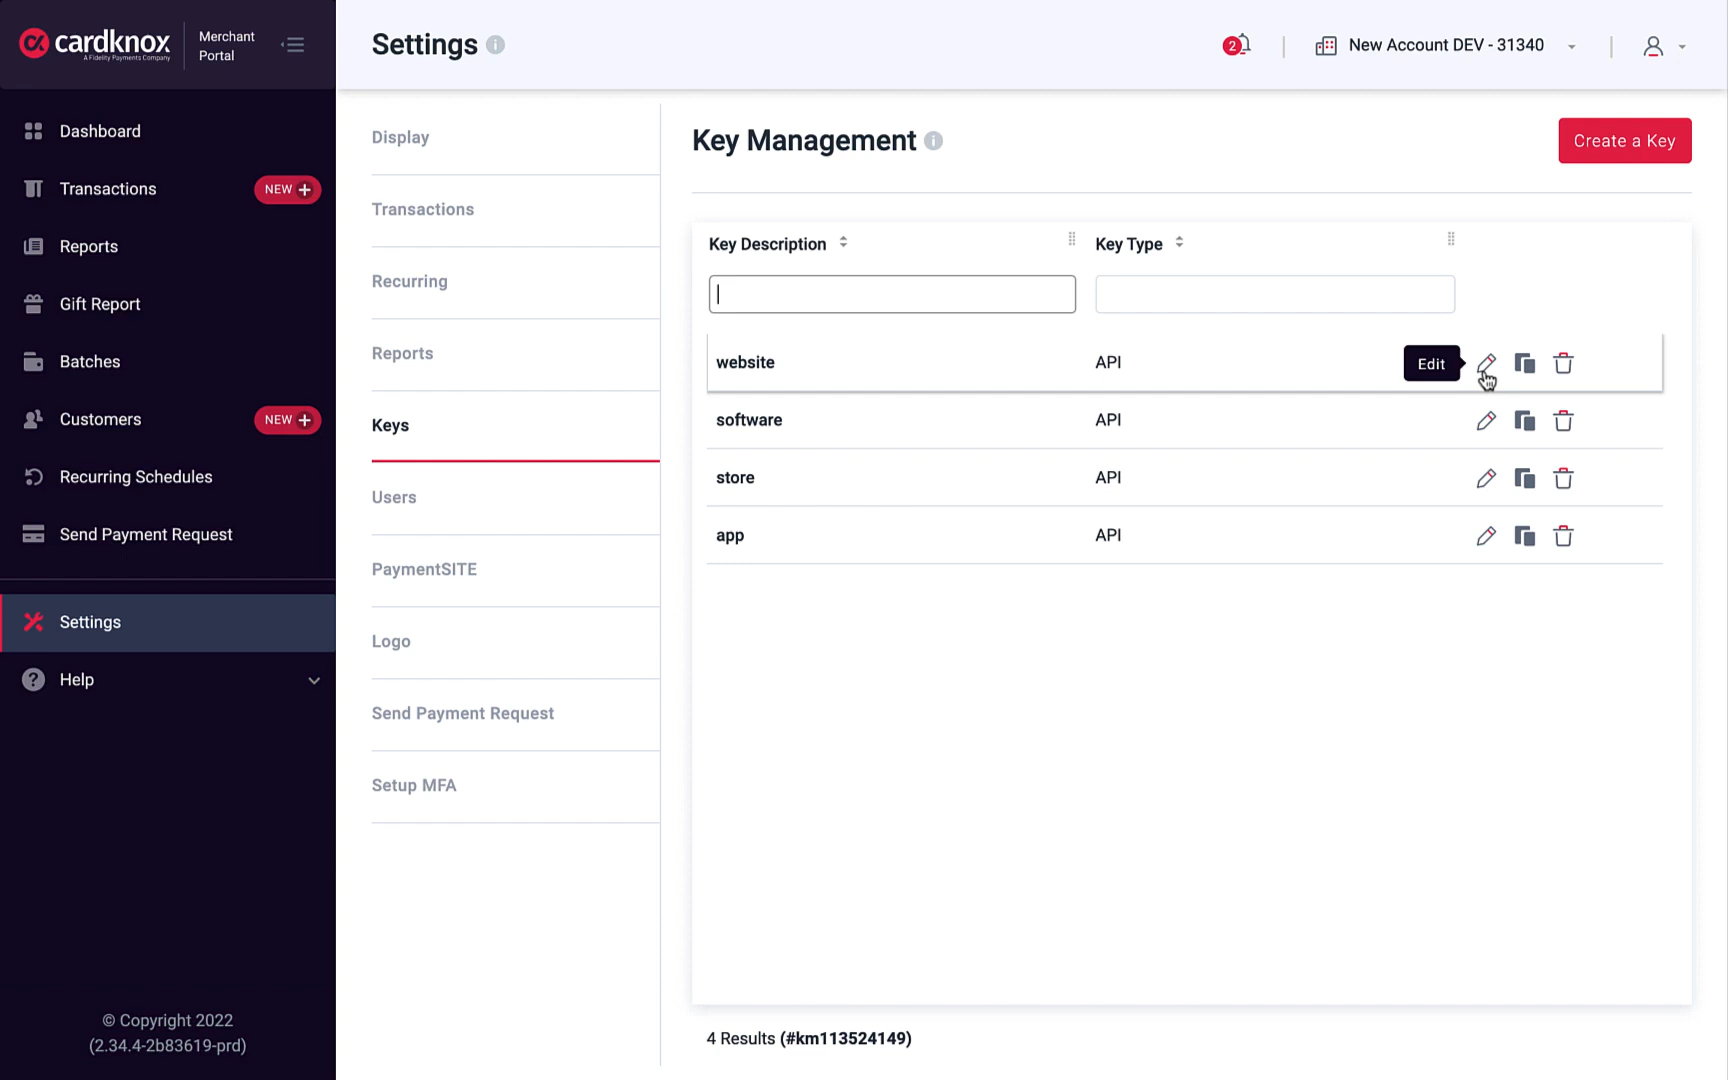 cardknox
A Fidelity Payments Company
Merchant
Portal
Settings
2
New Account DEV - 31340
Dashboard
Transactions
NEW +
Reports
Gift Report
Batches
Customers
NEW +
Recurring Schedules
Send Payment Request
Settings
Help
© Copyright 2022
(2.34.4-2b83619-prd)
Display
Transactions
Recurring
Reports
Keys
Users
PaymentSITE
Logo
Send Payment Request
Setup MFA
Key Management
Create a Key
Key Description Key Type
website API Edit
software API
store API
app API
4 Results (#km113524149)